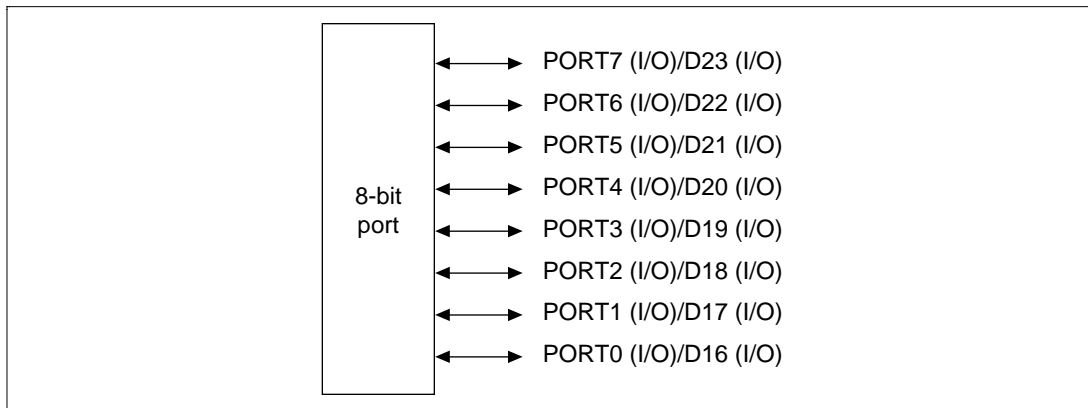 PORT7 (I/O)/D23 (I/O)
PORT6 (I/O)/D22 (I/O)
PORT5 (I/O)/D21 (I/O)
PORT4 (I/O)/D20 (I/O)
8-bit
port
PORT3 (I/O)/D19 (I/O)
PORT2 (I/O)/D18 (I/O)
PORT1 (I/O)/D17 (I/O)
PORT0 (I/O)/D16 (I/O)